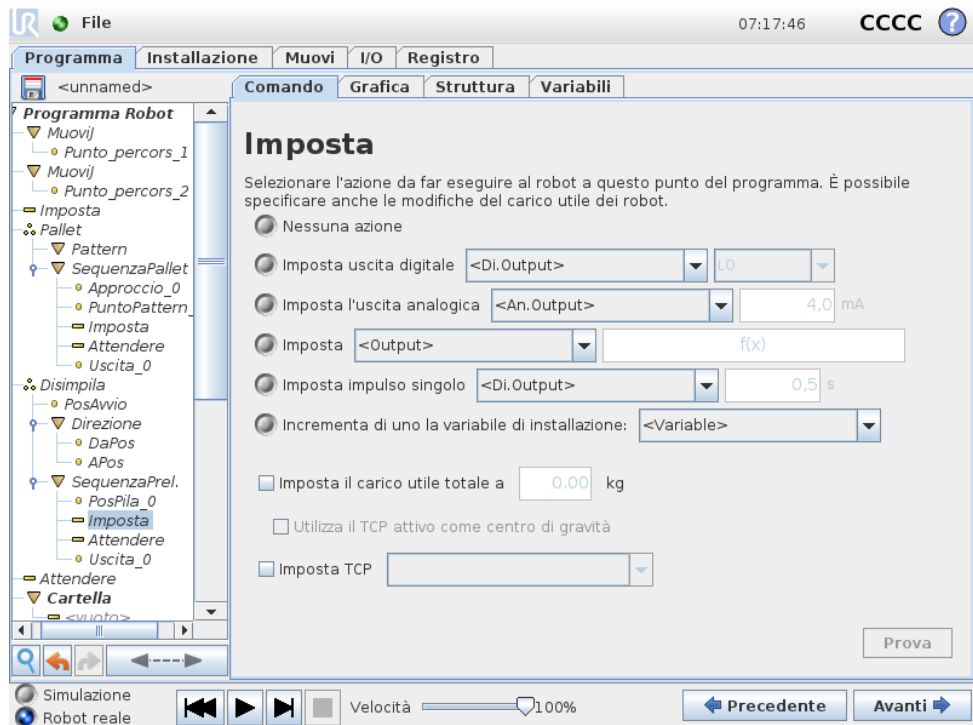 UR File 07:17:46 CCCC ?
Programma Installazione Muovi I/O Registro
<unnamed> Comando Grafica Struttura Variabili
Programma Robot
MuoviJ
Punto_percors_1
MuoviJ
Punto_percors_2
Imposta
Pallet
Pattern
SequenzaPallet
Approccio_0
PuntoPattern_
Imposta
Attendere
Uscita_0
Disimpila
PosAvvio
Direzione
DaPos
APos
SequenzaPrel.
PosPila_0
Imposta
Attendere
Uscita_0
Attendere
Cartella
<vuoto>
Imposta
Selezionare l'azione da far eseguire al robot a questo punto del programma. È possibile
specificare anche le modifiche del carico utile dei robot.
Nessuna azione
Imposta uscita digitale <Di.Output> LO
Imposta l'uscita analogica <An.Output> 4,0 mA
Imposta <Output> f(x)
Imposta impulso singolo <Di.Output> 0,5 s
Incrementa di uno la variabile di installazione: <Variable>
Imposta il carico utile totale a 0.00 kg
Utilizza il TCP attivo come centro di gravità
Imposta TCP
Prova
Simulazione
Robot reale
Velocità 100% Precedente Avanti